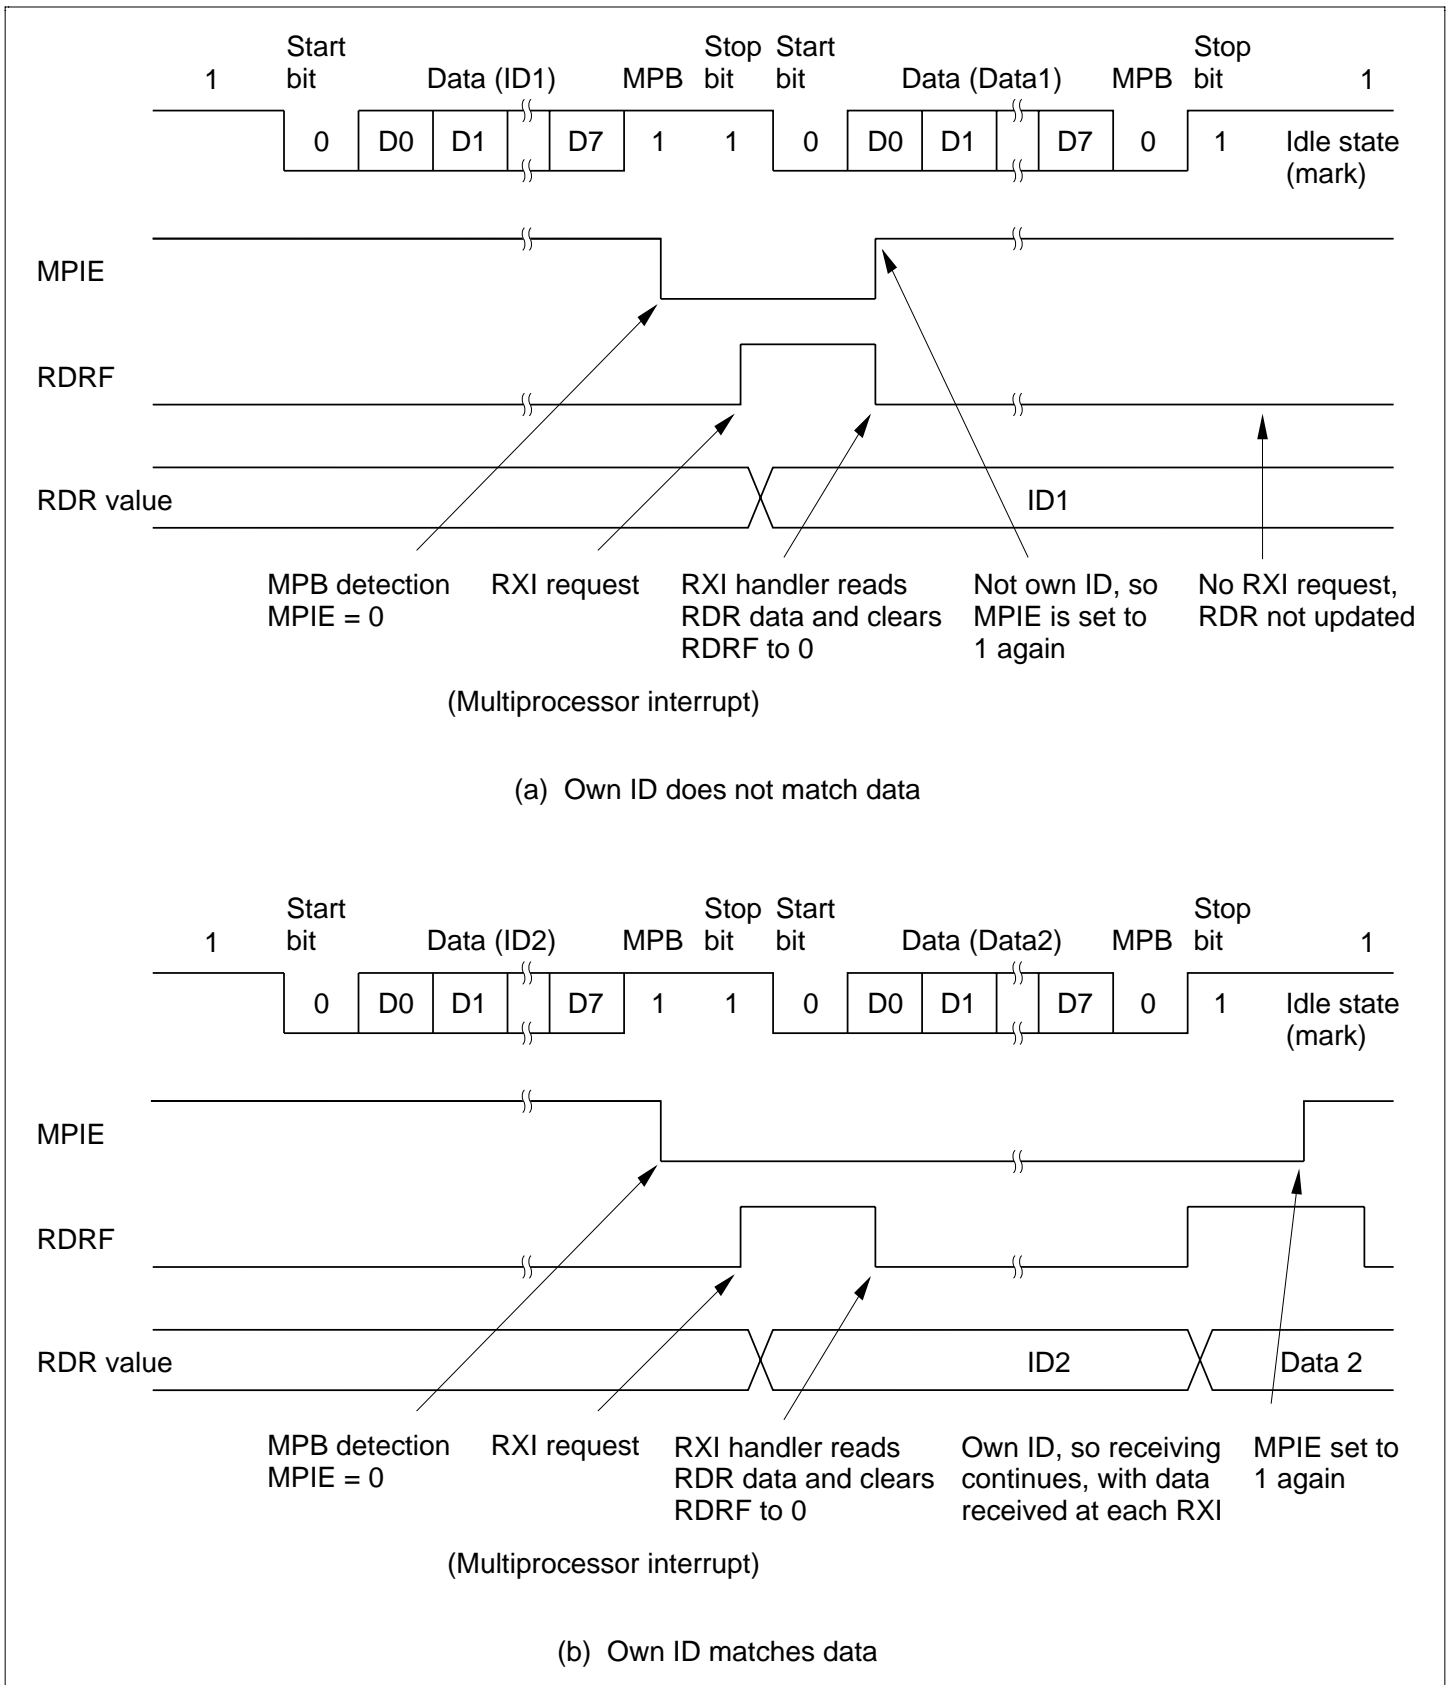 Start Stop Start Stop
1 bit Data (ID1) MPB bit bit Data (Data1) MPB bit 1
0 D0 D1 D7 1 1 0 D0 D1 D7 0 1 Idle state
(mark)
MPIE
RDRF
RDR value ID1
MPB detection
MPIE = 0
RXI request
RXI handler reads
RDR data and clears
RDRF to 0
Not own ID, so
MPIE is set to
1 again
No RXI request,
RDR not updated
(Multiprocessor interrupt)
(a) Own ID does not match data
Start Stop Start Stop
1 bit Data (ID2) MPB bit bit Data (Data2) MPB bit 1
0 D0 D1 D7 1 1 0 D0 D1 D7 0 1 Idle state
(mark)
MPIE
RDRF
RDR value ID2 Data 2
MPB detection
MPIE = 0
RXI request
RXI handler reads
RDR data and clears
RDRF to 0
Own ID, so receiving
continues, with data
received at each RXI
MPIE set to
1 again
(Multiprocessor interrupt)
(b) Own ID matches data